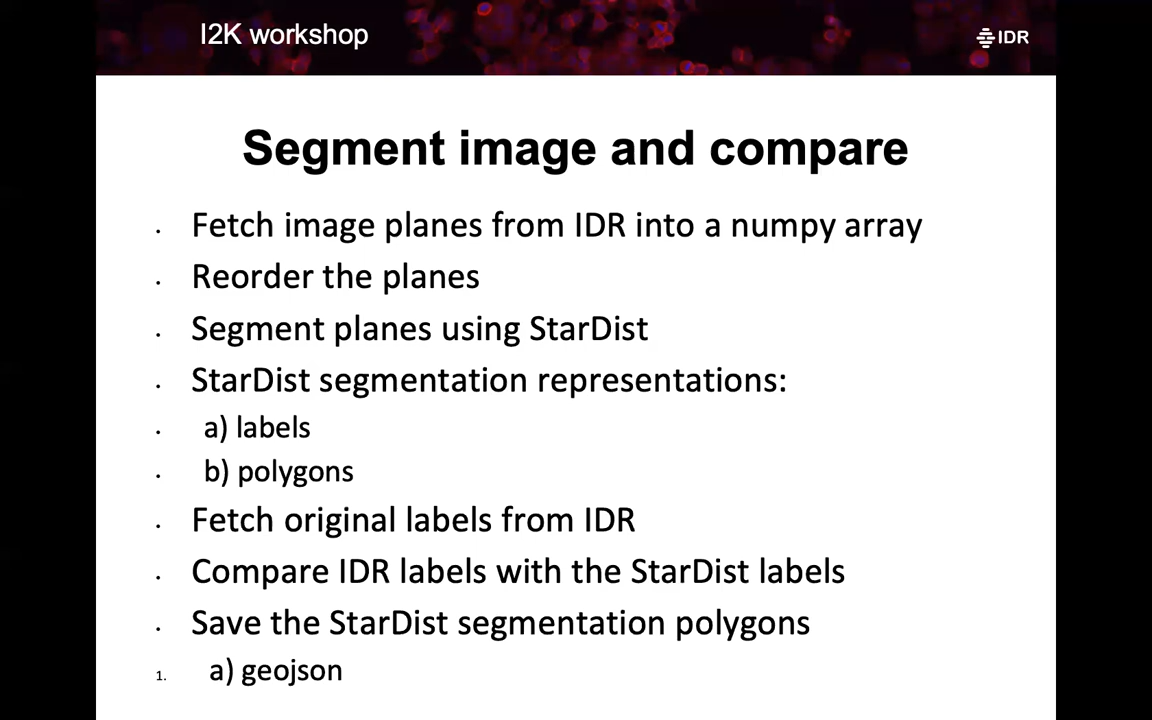 I2K workshop
IDR
Segment image and compare
• Fetch image planes from IDR into a numpy array
• Reorder the planes
• Segment planes using StarDist
• StarDist segmentation representations:
• a) labels
• b) polygons
• Fetch original labels from IDR
• Compare IDR labels with the StarDist labels
• Save the StarDist segmentation polygons
1. a) geojson